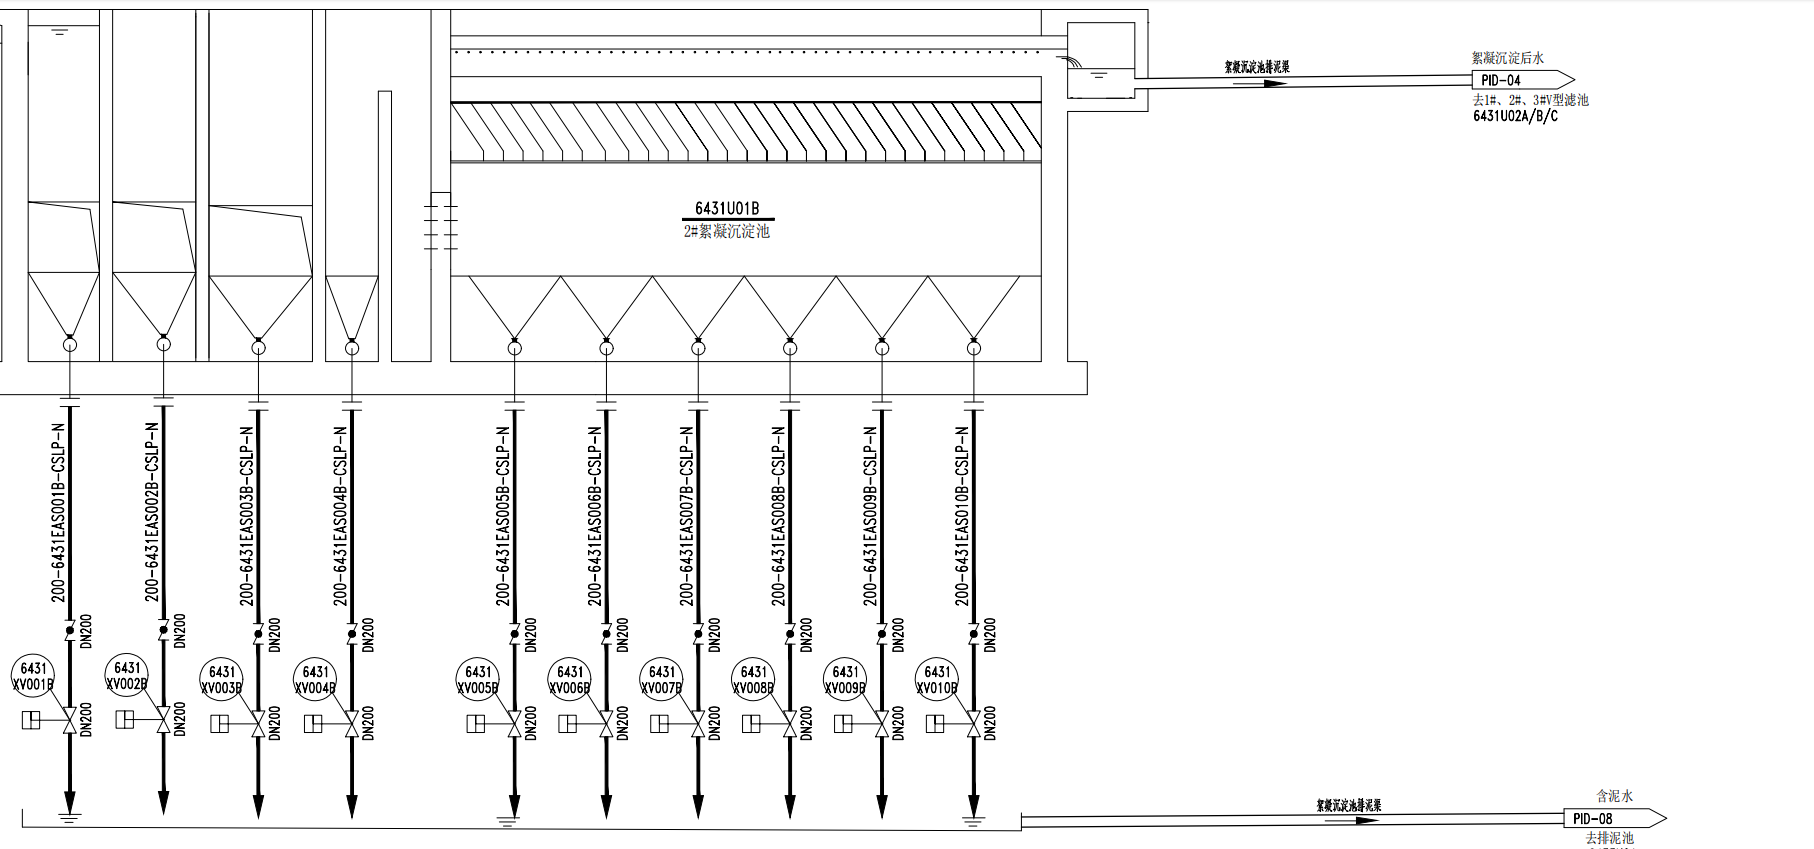 絮凝沉淀后水
絮凝沉淀池排泥渠
PID-04
去1#、2#、3#V型滤池
6431U02A/B/C
6431U01B
2#絮凝沉淀池
200-6431EAS001B-CSLP-N
200-6431EAS002B-CSLP-N
200-6431EAS003B-CSLP-N
200-6431EAS004B-CSLP-N
200-6431EAS005B-CSLP-N
200-6431EAS006B-CSLP-N
200-6431EAS007B-CSLP-N
200-6431EAS008B-CSLP-N
200-6431EAS009B-CSLP-N
200-6431EAS010B-CSLP-N
DN200
DN200
DN200
DN200
DN200
DN200
DN200
DN200
DN200
DN200
6431
XV001B
6431
XV002B
6431
XV003B
6431
XV004B
6431
XV005B
6431
XV006B
6431
XV007B
6431
XV008B
6431
XV009B
6431
XV010B
DN200
DN200
DN200
DN200
DN200
DN200
DN200
DN200
DN200
DN200
含泥水
絮凝沉淀池排泥渠
PID-08
去排泥池